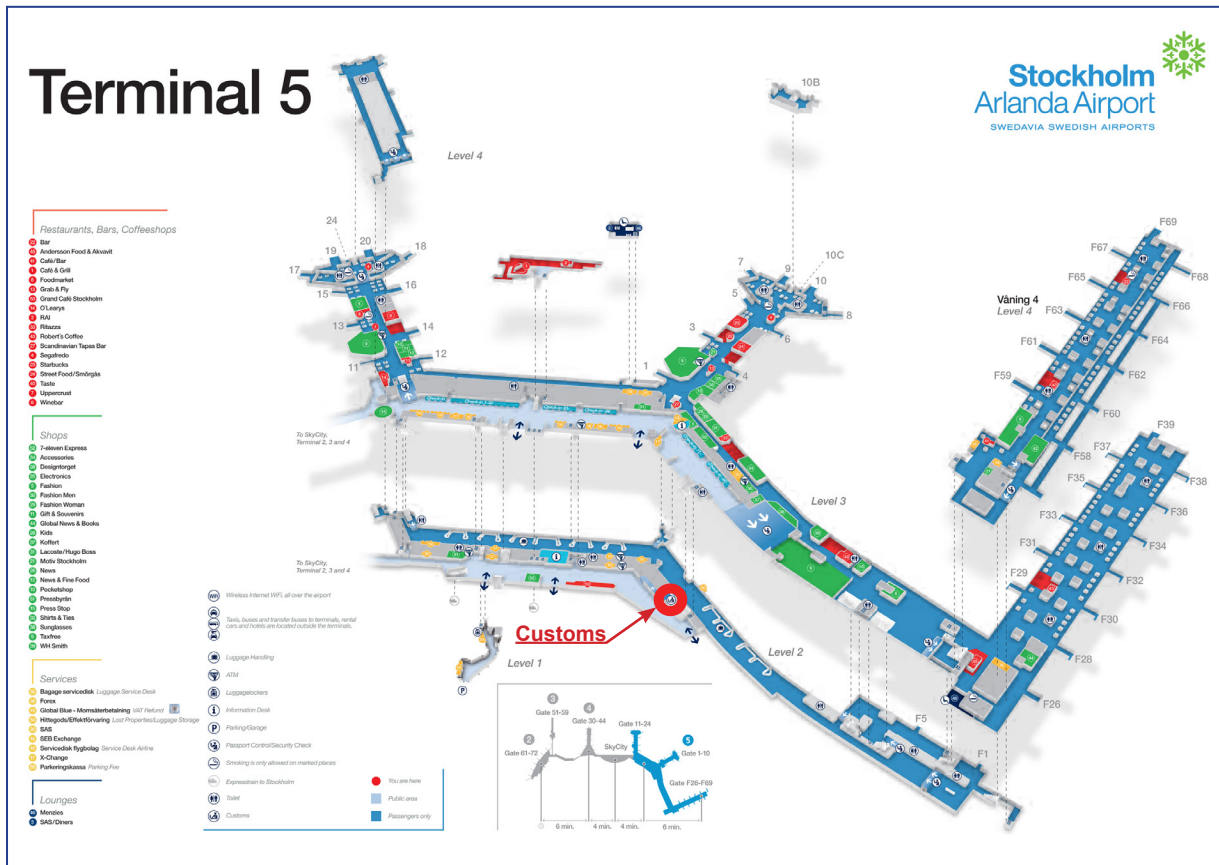 Terminal 5
Stockholm
Arlanda Airport
SWEDAVIA SWEDISH AIRPORTS
Level 4
10B
24
19
20
18
17
16
15
13
14
12
11
7
9
10C
5
10
3
8
6
1
4
F69
F67
F65
F68
Våning 4
Level 4
F63
F66
F61
F64
F59
F62
F60
F58
F39
F37
F35
F38
F33
F36
F31
F34
F29
F32
F30
F28
F26
F5
F1
To SkyCity,
Terminal 2, 3 and 4
Level 3
To SkyCity,
Terminal 2, 3 and 4
Customs
Level 2
Level 1
Restaurants, Bars, Coffeeshops
Bar
Andersson Food & Akvavit
Café/Bar
Café & Grill
Foodmarket
Grab & Fly
Grand Café Stockholm
O'Learys
RAI
Ritazza
Robert's Coffee
Scandinavian Tapas Bar
Segafredo
Starbucks
Street Food/Smörgås
Taste
Uppercrust
Winebar
Shops
7-eleven Express
Accessories
Designtorget
Electronics
Fashion
Fashion Men
Fashion Woman
Gift & Souvenirs
Global News & Books
Kids
Koffert
Lacoste/Hugo Boss
Motiv Stockholm
News
News & Fine Food
Pocketshop
Pressbyrån
Press Stop
Shirts & Ties
Sunglasses
Taxfree
WH Smith
Services
Bagage servicedisk Luggage Service Desk
Forex
Global Blue - Momsåterbetaning VAT Refund
Hittegods/Effektförvaring Lost Properties/Luggage Storage
SAS
SEB Exchange
Servicedisk flygbolag Service Desk Airline
X-Change
Parkeringskassa Parking Fee
Lounges
Menzies
SAS/Diners
WiFi
Wireless Internet WiFi, all over the airport
Taxis, buses and transfer buses to terminals, rental
cars and hotels are located outside the terminals.
Luggage Handling
ATM
Luggagelockers
Information Desk
Parking/Garage
Passport Control/Security Check
Smoking is only allowed on marked places
Expresstrain to Stockholm
Toilet
Customs
You are here
Public area
Passengers only
3
Gate 51-59
4
Gate 30-44
Gate 11-24
2
Gate 61-72
SkyCity
5
Gate 1-10
Gate F26-F69
6 min.
4 min.
4 min.
6 min.